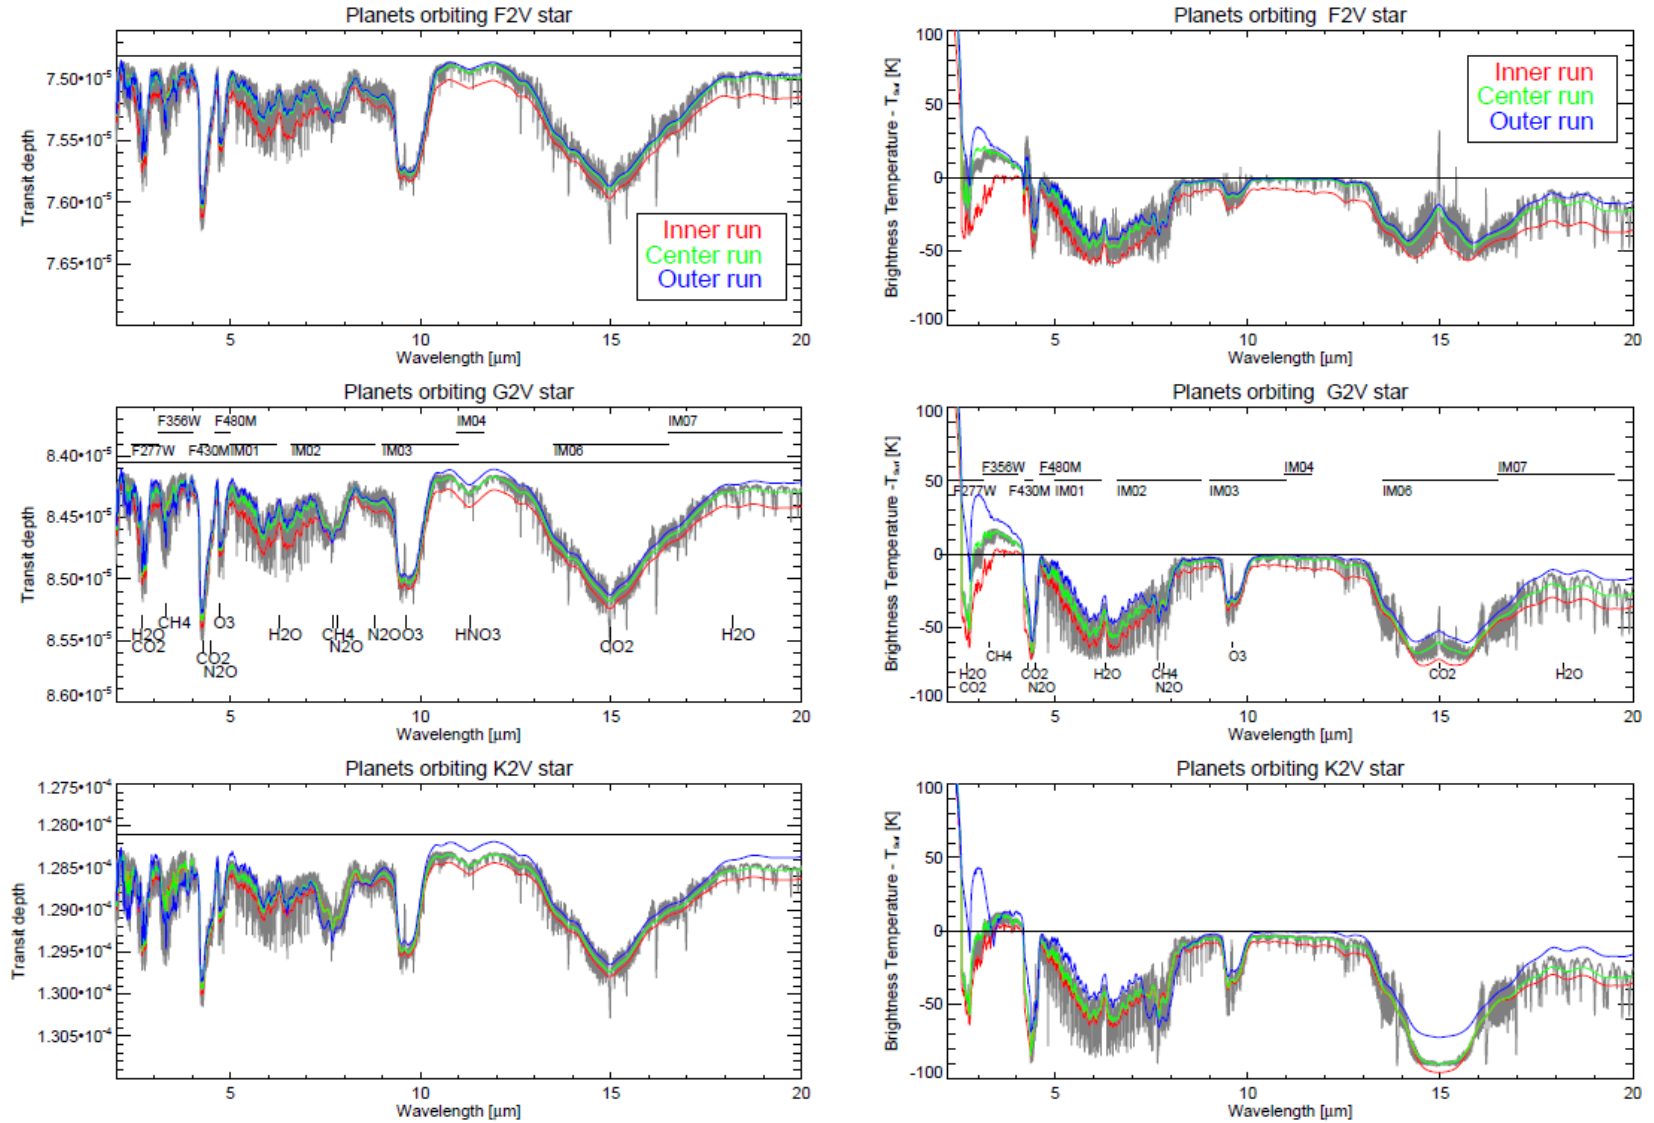 Planets orbiting F2V star
7.50•10⁻⁵
7.55•10⁻⁵
7.60•10⁻⁵
7.65•10⁻⁵
Transit depth
Inner run
Center run
Outer run
5 10 15 20
Wavelength [µm]
Planets orbiting F2V star
100
50
0
-50
-100
Brightness Temperature - T_Surf [K]
Inner run
Center run
Outer run
5 10 15 20
Wavelength [µm]
Planets orbiting G2V star
8.40•10⁻⁵
8.45•10⁻⁵
8.50•10⁻⁵
8.55•10⁻⁵
8.60•10⁻⁵
Transit depth
F356W F480M IM04 IM07
F277W F430M IM01 IM02 IM03 IM06
CH4 O3
H2O H2O CH4 N2O O3 HNO3 H2O
CO2 N2O CO2
CO2
N2O
5 10 15 20
Wavelength [µm]
Planets orbiting G2V star
100
50
0
-50
-100
Brightness Temperature -T_Surf [K]
F356W F480M IM04 IM07
F277W F430M IM01 IM02 IM03 IM06
CH4 O3
H2O CO2 H2O CH4 CO2 H2O
CO2 N2O N2O
5 10 15 20
Wavelength [µm]
Planets orbiting K2V star
1.275•10⁻⁴
1.280•10⁻⁴
1.285•10⁻⁴
1.290•10⁻⁴
1.295•10⁻⁴
1.300•10⁻⁴
1.305•10⁻⁴
Transit depth
5 10 15 20
Wavelength [µm]
Planets orbiting K2V star
100
50
0
-50
-100
Brightness Temperature - T_Surf [K]
5 10 15 20
Wavelength [µm]